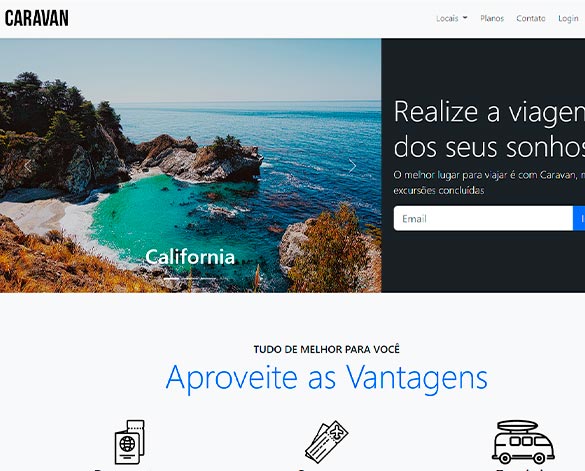 CARAVAN
Locais
Planos
Contato
Login
California
Realize a viagem
dos seus sonhos
O melhor lugar para viajar é com Caravan,
excursões concluídas
Email
TUDO DE MELHOR PARA VOCÊ
Aproveite as Vantagens